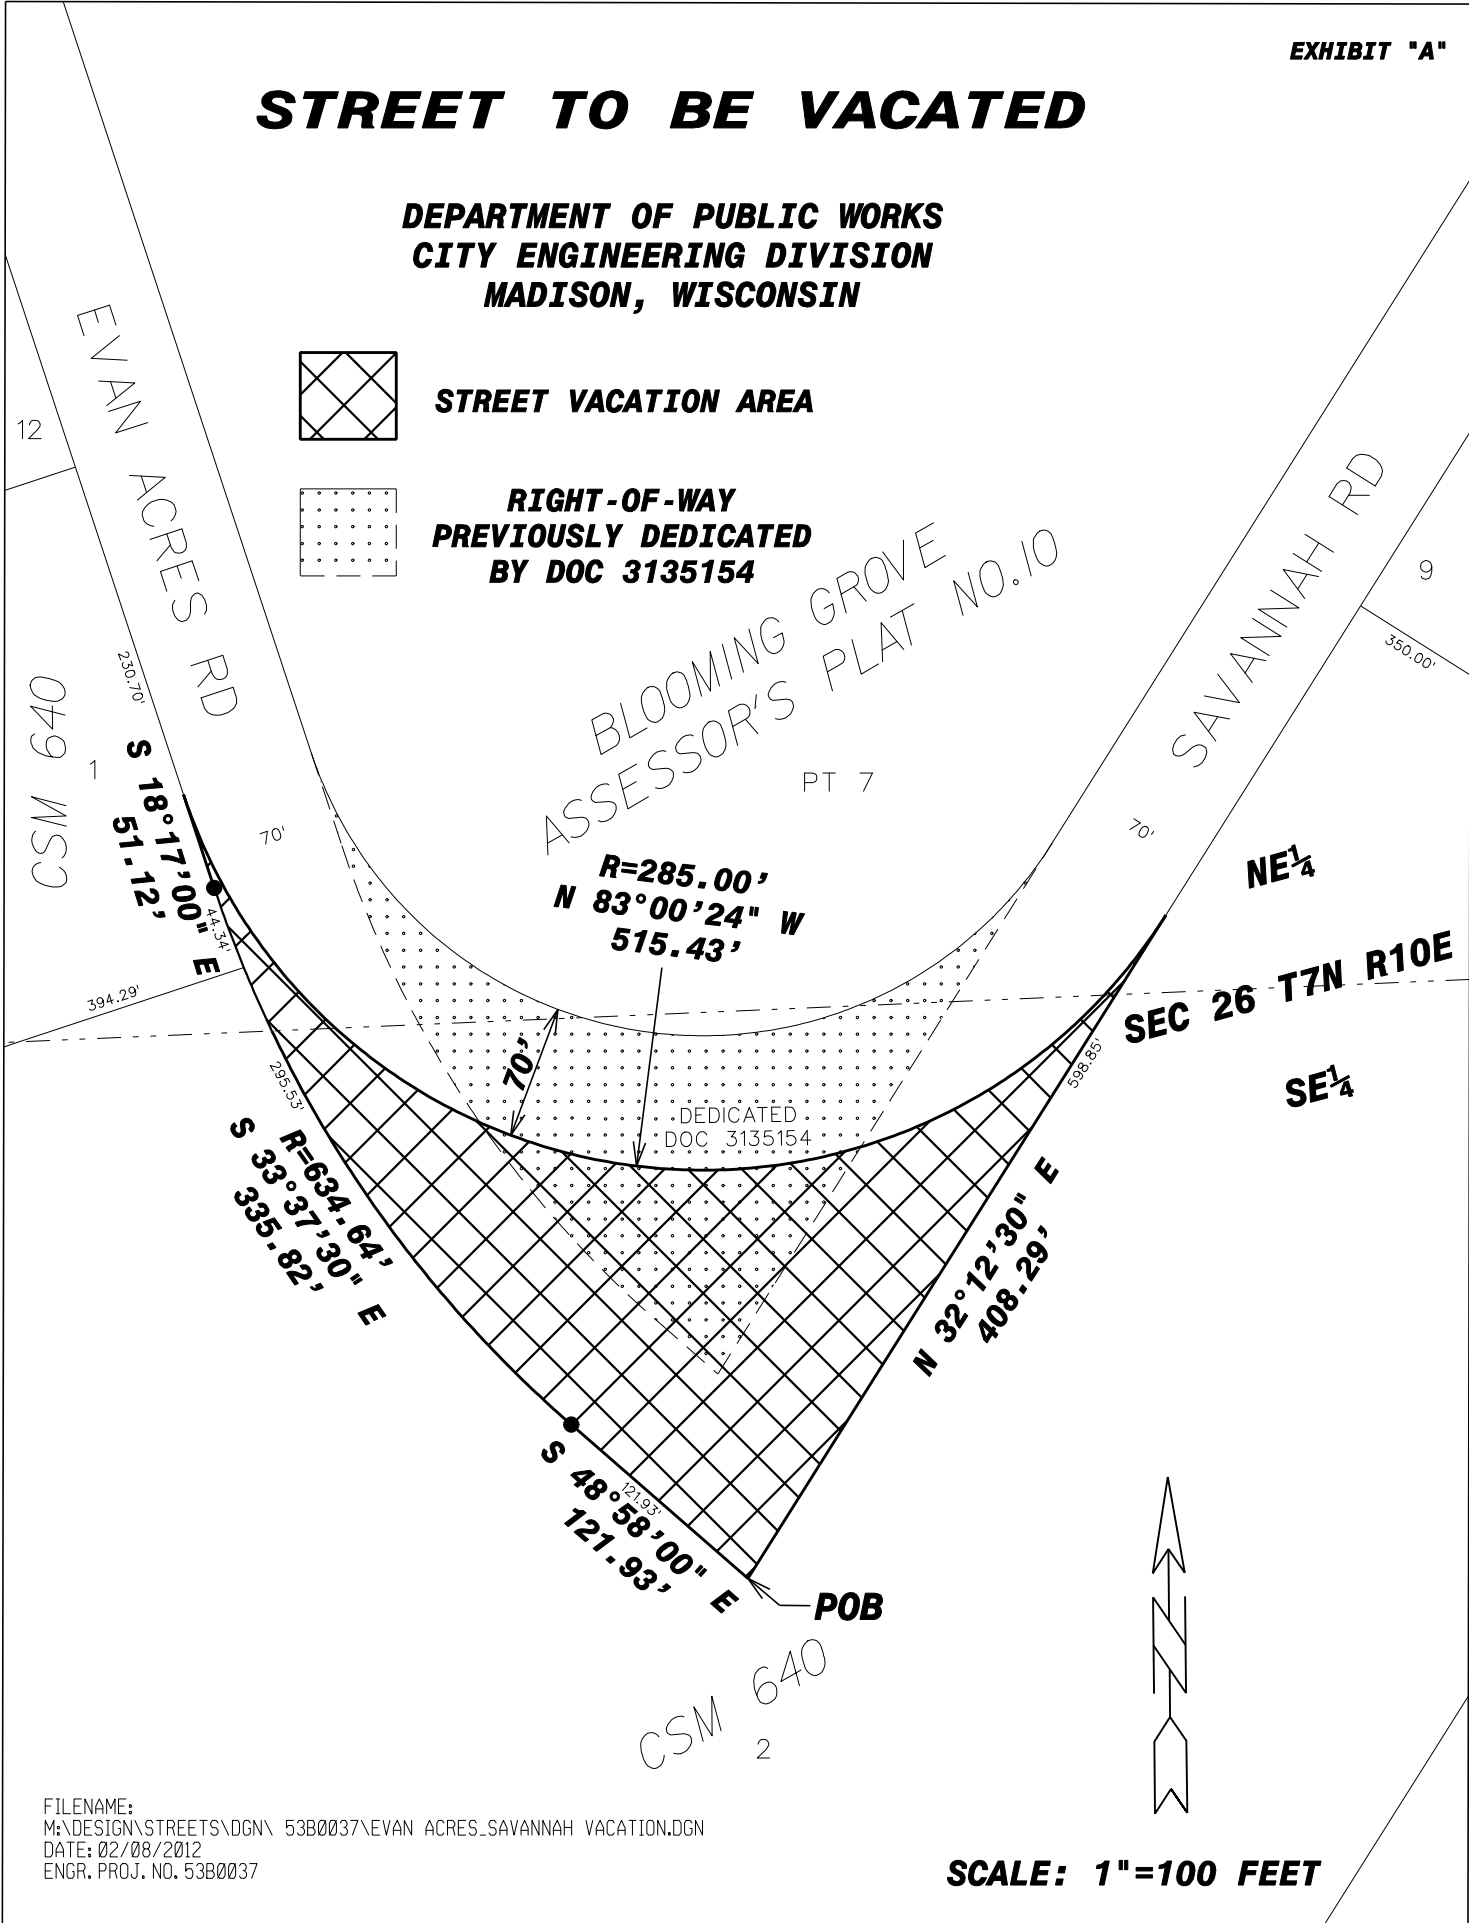 EXHIBIT "A"
STREET TO BE VACATED
DEPARTMENT OF PUBLIC WORKS
CITY ENGINEERING DIVISION
MADISON, WISCONSIN
STREET VACATION AREA
RIGHT-OF-WAY
PREVIOUSLY DEDICATED
BY DOC 3135154
EVAN ACRES RD
12
SAVANNAH RD
9
350.00'
BLOOMING GROVE
ASSESSOR'S PLAT NO.10
PT 7
230.70'
CSM 640
1
S 18°17'00" E
51.12'
44.34'
70'
70'
R=285.00'
N 83°00'24" W
515.43'
NE¼
SEC 26 T7N R10E
SE¼
394.29'
295.53'
70'
DEDICATED
DOC 3135154
598.85'
R=634.64'
S 33°37'30" E
335.82'
N 32°12'30" E
408.29'
121.93'
S 48°58'00" E
121.93'
POB
CSM 640
2
N
FILENAME:
M:\DESIGN\STREETS\DGN\ 53B0037\EVAN ACRES_SAVANNAH VACATION.DGN
DATE: 02/08/2012
ENGR. PROJ. NO. 53B0037
SCALE: 1"=100 FEET